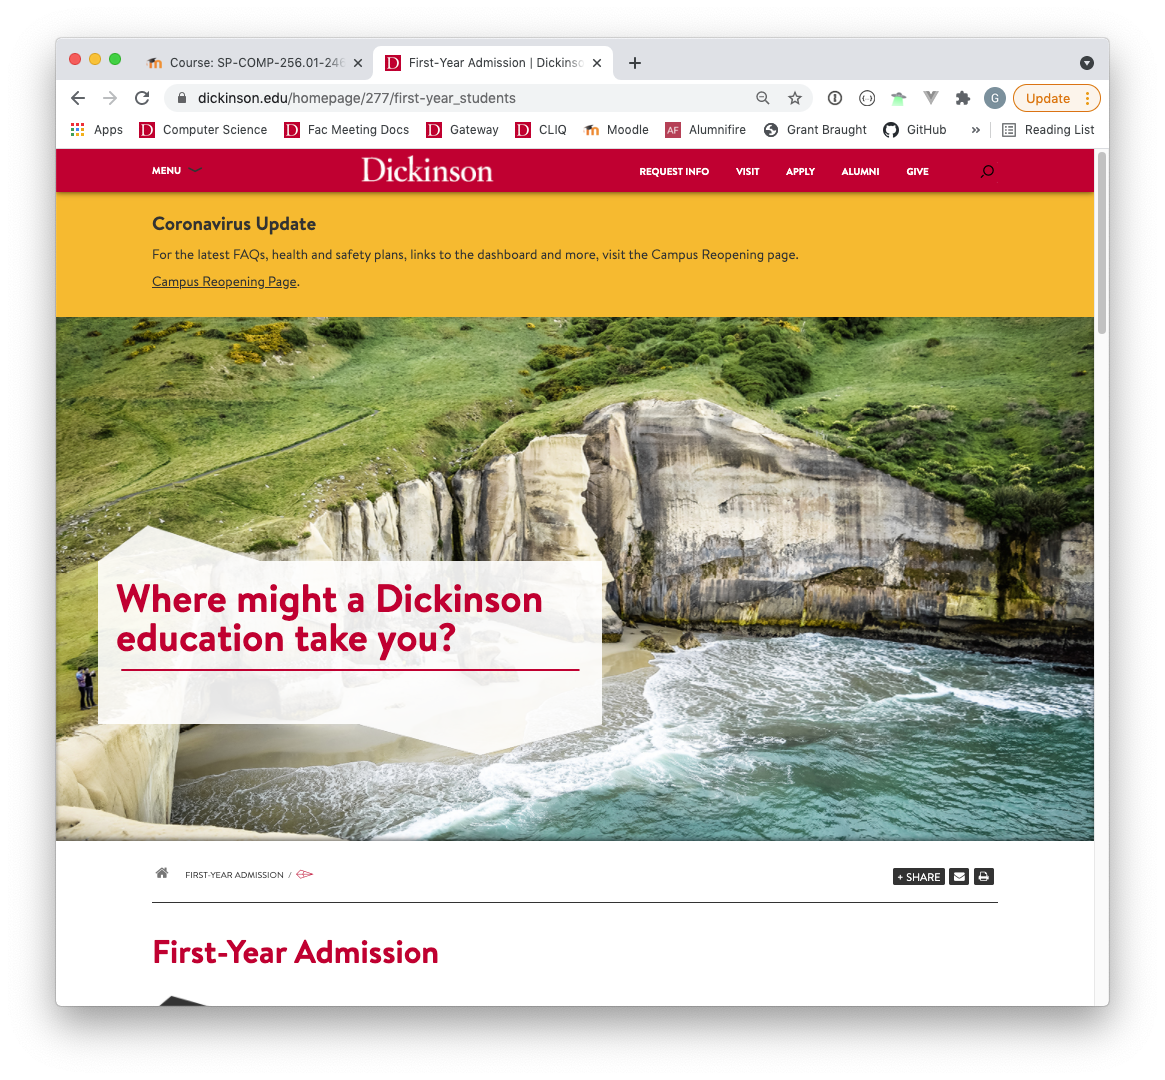 Course: SP-COMP-256.01-246
First-Year Admission | Dickinso
dickinson.edu/homepage/277/first-year_students
G
Update
Apps
D Computer Science
D Fac Meeting Docs
D Gateway
D CLIQ
Moodle
AF Alumnifire
Grant Braught
GitHub
»
Reading List
MENU
Dickinson
REQUEST INFO
VISIT
APPLY
ALUMNI
GIVE
Coronavirus Update
For the latest FAQs, health and safety plans, links to the dashboard and more, visit the Campus Reopening page.
Campus Reopening Page.
Where might a Dickinson
education take you?
FIRST-YEAR ADMISSION /
+ SHARE
First-Year Admission